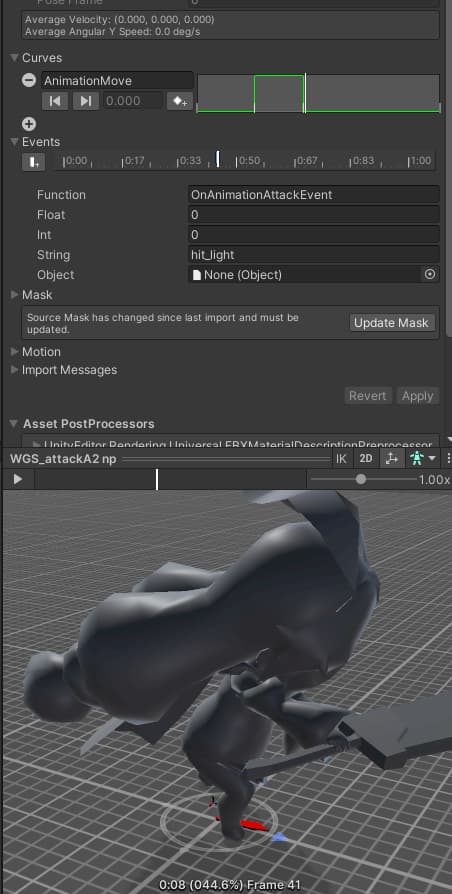 Pose Frame 0
Average Velocity: (0.000, 0.000, 0.000)
Average Angular Y Speed: 0.0 deg/s
Curves
AnimationMove
0.000
Events
0:00 0:17 0:33 0:50 0:67 0:83 1:00
Function OnAnimationAttackEvent
Float 0
Int 0
String hit_light
Object None (Object)
Mask
Source Mask has changed since last import and must be
updated.
Update Mask
Motion
Import Messages
Revert Apply
Asset PostProcessors
UnityEditor.Rendering.Universal.FBXMaterialDescriptionPreprocessor
WGS_attackA2 np IK 2D
1.00x
0:08 (044.6%) Frame 41